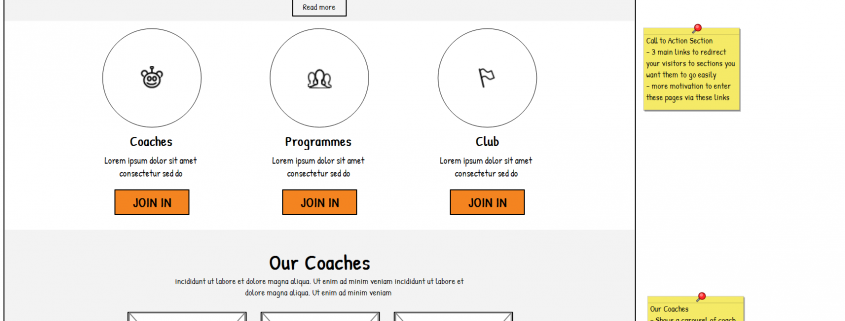 Read more
Coaches
Lorem ipsum dolor sit amet
consectetur sed do
JOIN IN
Programmes
Lorem ipsum dolor sit amet
consectetur sed do
JOIN IN
Club
Lorem ipsum dolor sit amet
consectetur sed do
JOIN IN
Our Coaches
incididunt ut labore et dolore magna aliqua. Ut enim ad minim veniam incididunt ut labore et
dolore magna aliqua. Ut enim ad minim veniam
Call to Action Section
- 3 main links to redirect
your visitors to sections you
want them to go easily
- more motivation to enter
these pages via these links
Our Coaches
- Shows a carousel of coach